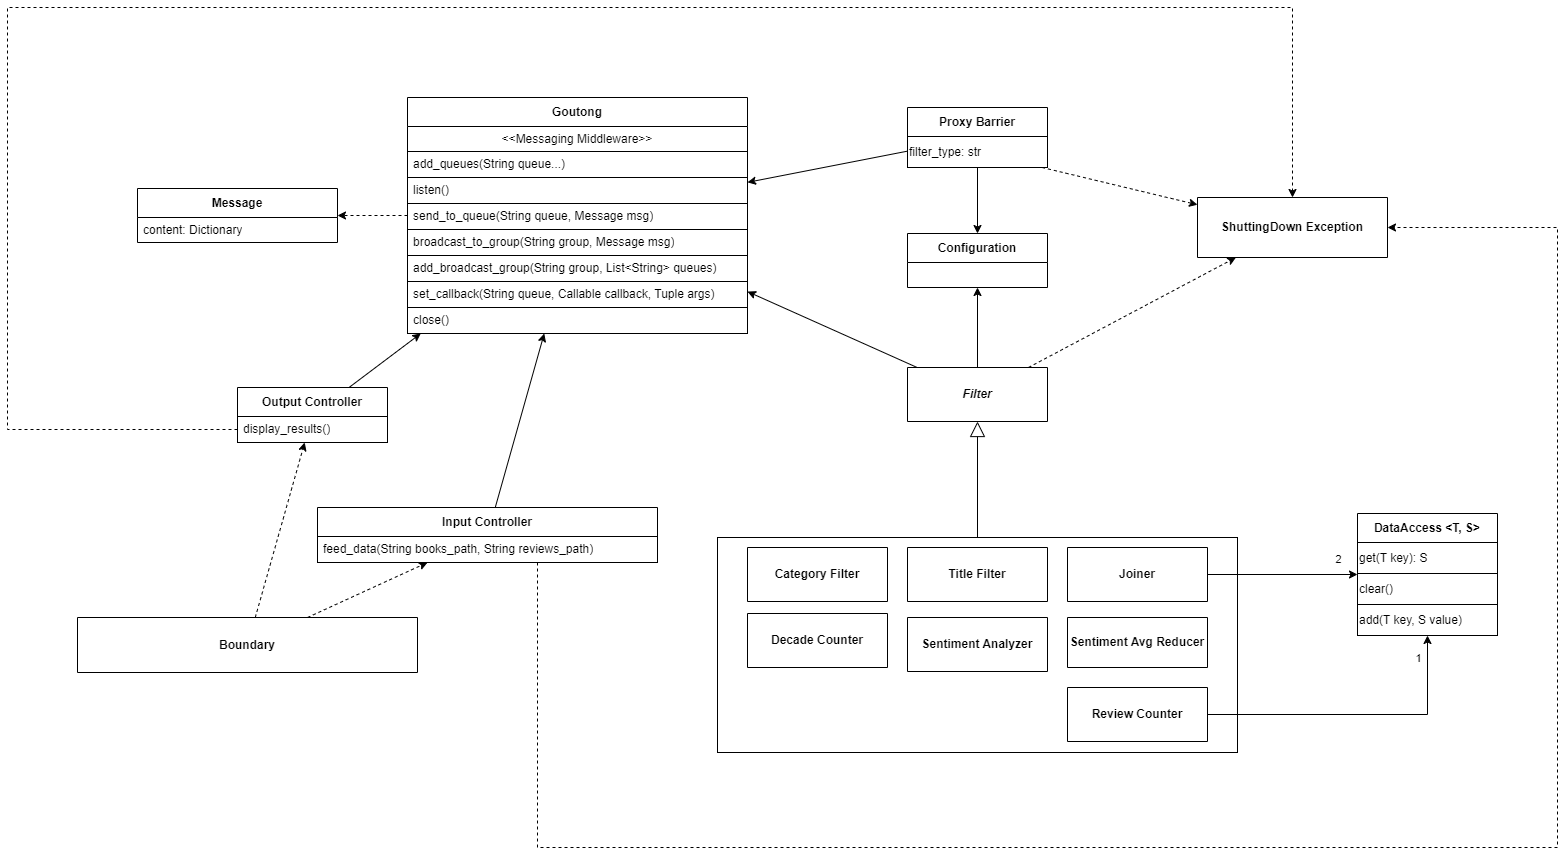 Goutong
<<Messaging Middleware>>
add_queues(String queue...)
listen()
send_to_queue(String queue, Message msg)
broadcast_to_group(String group, Message msg)
add_broadcast_group(String group, List<String> queues)
set_callback(String queue, Callable callback, Tuple args)
close()
Proxy Barrier
filter_type: str
Message
content: Dictionary
ShuttingDown Exception
Configuration
Filter
Output Controller
display_results()
Input Controller
feed_data(String books_path, String reviews_path)
Boundary
Category Filter
Title Filter
Joiner
Decade Counter
Sentiment Analyzer
Sentiment Avg Reducer
Review Counter
2
DataAccess <T, S>
get(T key): S
clear()
add(T key, S value)
1